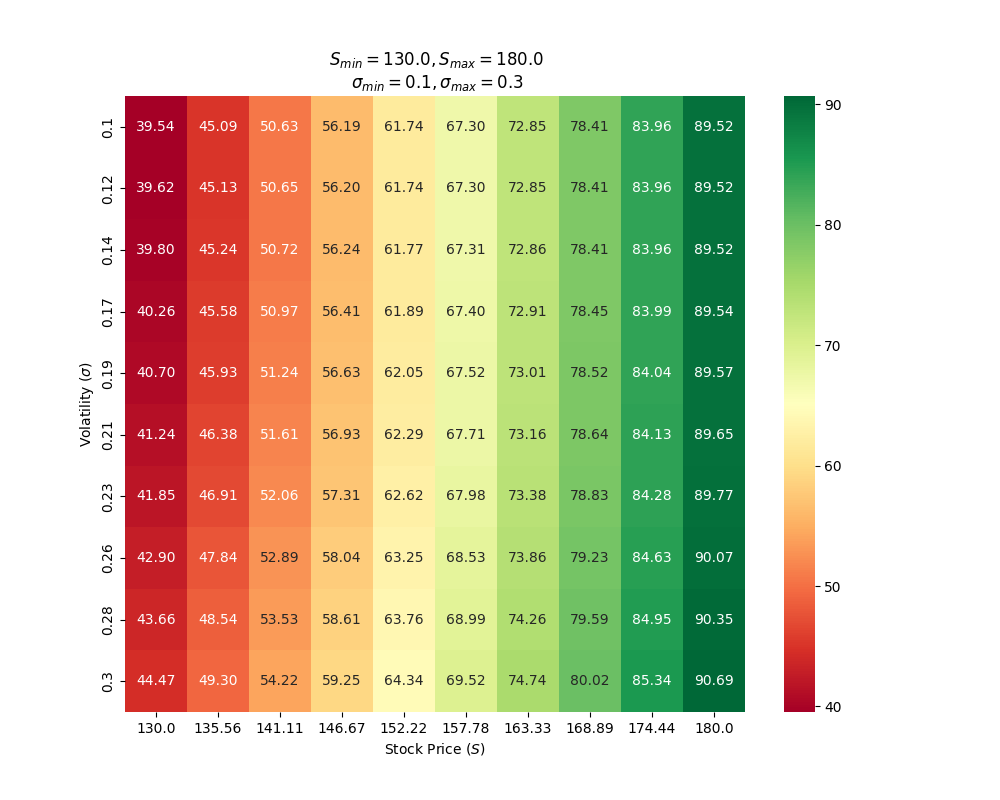 S_min = 130.0, S_max = 180.0
σ_min = 0.1, σ_max = 0.3
0.1 39.54 45.09 50.63 56.19 61.74 67.30 72.85 78.41 83.96 89.52
0.12 39.62 45.13 50.65 56.20 61.74 67.30 72.85 78.41 83.96 89.52
0.14 39.80 45.24 50.72 56.24 61.77 67.31 72.86 78.41 83.96 89.52
0.17 40.26 45.58 50.97 56.41 61.89 67.40 72.91 78.45 83.99 89.54
0.19 40.70 45.93 51.24 56.63 62.05 67.52 73.01 78.52 84.04 89.57
0.21 41.24 46.38 51.61 56.93 62.29 67.71 73.16 78.64 84.13 89.65
0.23 41.85 46.91 52.06 57.31 62.62 67.98 73.38 78.83 84.28 89.77
0.26 42.90 47.84 52.89 58.04 63.25 68.53 73.86 79.23 84.63 90.07
0.28 43.66 48.54 53.53 58.61 63.76 68.99 74.26 79.59 84.95 90.35
0.3 44.47 49.30 54.22 59.25 64.34 69.52 74.74 80.02 85.34 90.69
130.0 135.56 141.11 146.67 152.22 157.78 163.33 168.89 174.44 180.0
Stock Price (S)
Volatility (σ)
90
80
70
60
50
40